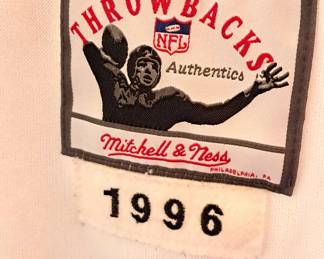 THROWBACKS
NFL
Authentics
Mitchell & Ness
PHILADELPHIA, PA
1996